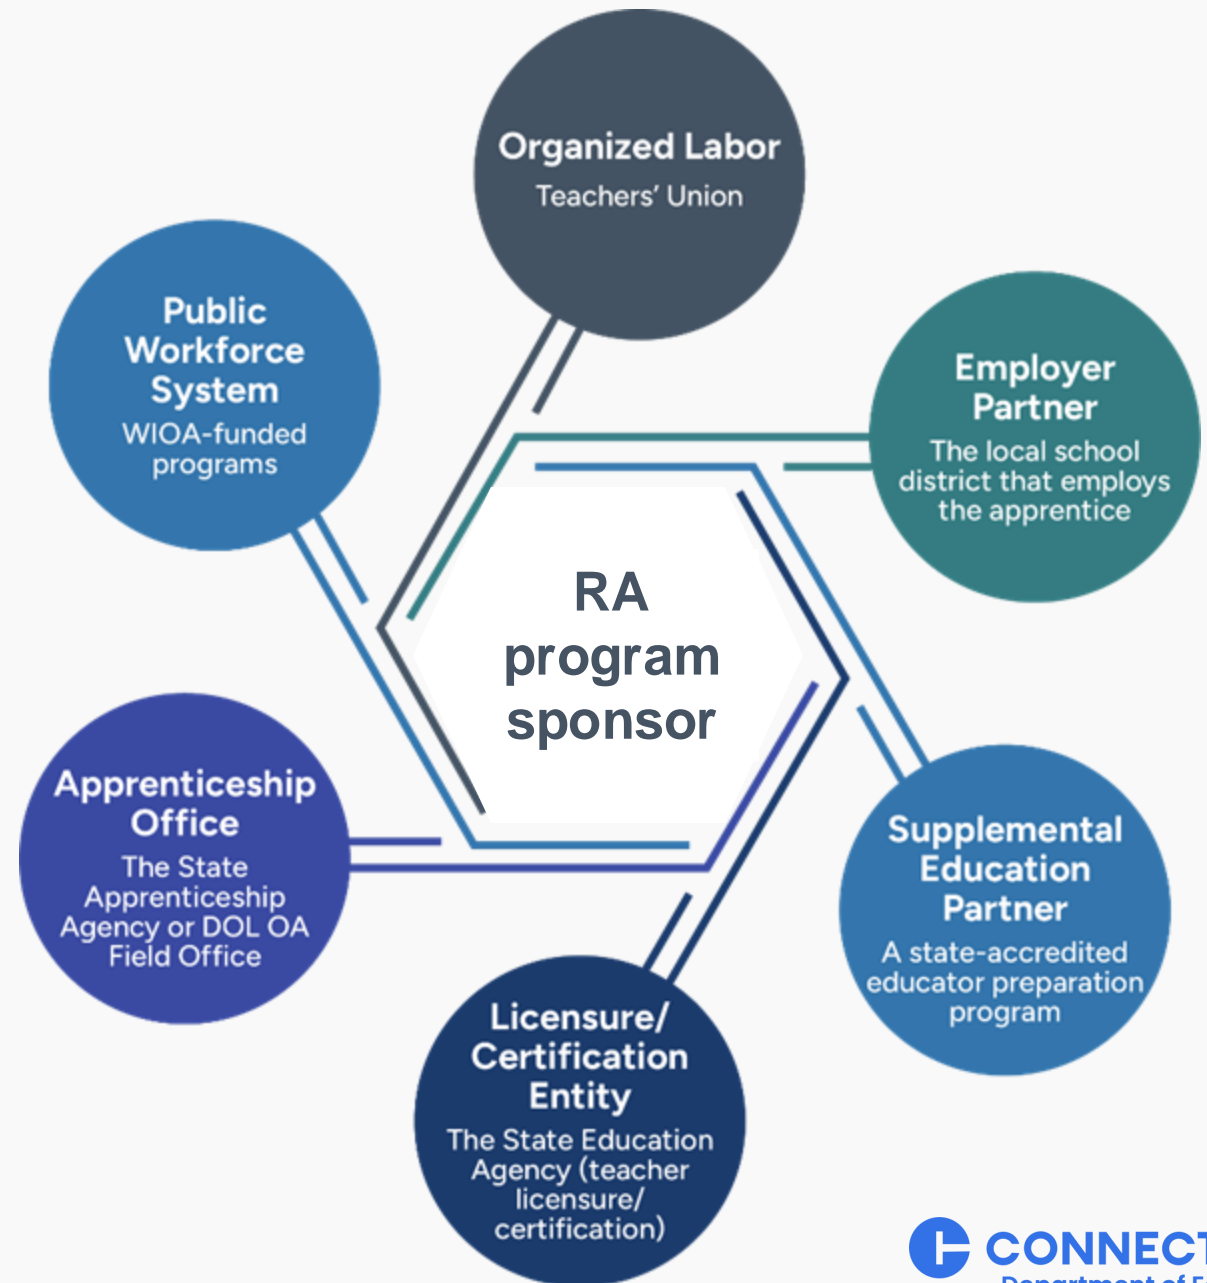 Organized Labor
Teachers’ Union
Public
Workforce
System
WIOA-funded
programs
Employer
Partner
The local school
district that employs
the apprentice
RA
program
sponsor
Apprenticeship
Office
The State
Apprenticeship
Agency or DOL OA
Field Office
Supplemental
Education
Partner
A state-accredited
educator preparation
program
Licensure/
Certification
Entity
The State Education
Agency (teacher
licensure/
certification)
CONNECT
Department of